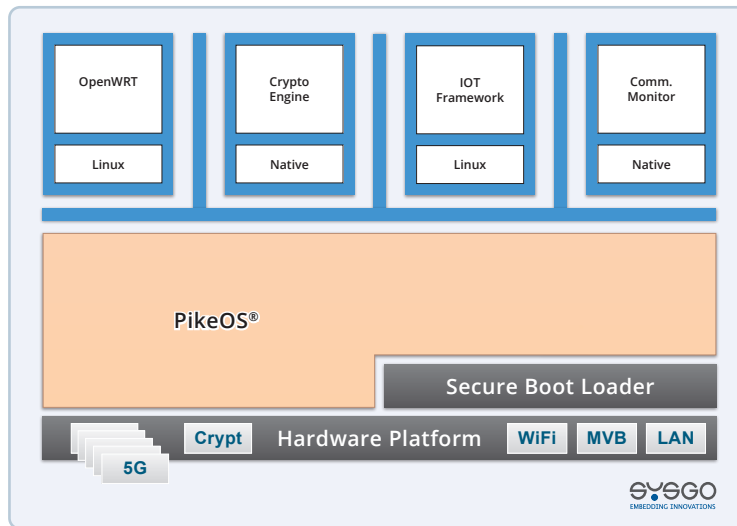 OpenWRT
Linux
Crypto
Engine
Native
IOT
Framework
Linux
Comm.
Monitor
Native
PikeOS®
Secure Boot Loader
5G
Crypt
Hardware Platform
WiFi
MVB
LAN
SYSGO
EMBEDDING INNOVATIONS